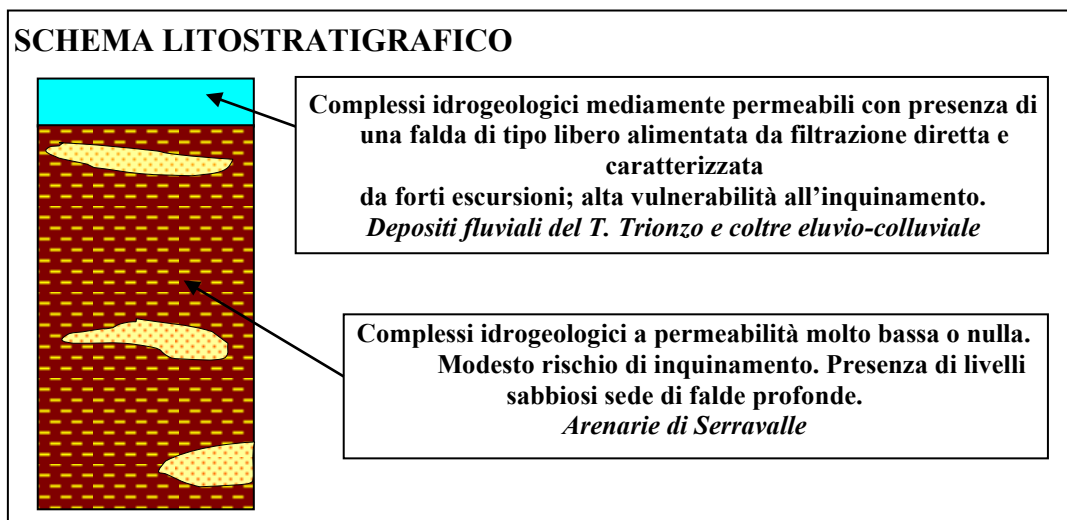 SCHEMA LITOSTRATIGRAFICO
Complessi idrogeologici mediamente permeabili con presenza di
una falda di tipo libero alimentata da filtrazione diretta e
caratterizzata
da forti escursioni; alta vulnerabilità all’inquinamento.
Depositi fluviali del T. Trionzo e coltre eluvio-colluviale
Complessi idrogeologici a permeabilità molto bassa o nulla.
Modesto rischio di inquinamento. Presenza di livelli
sabbiosi sede di falde profonde.
Arenarie di Serravalle